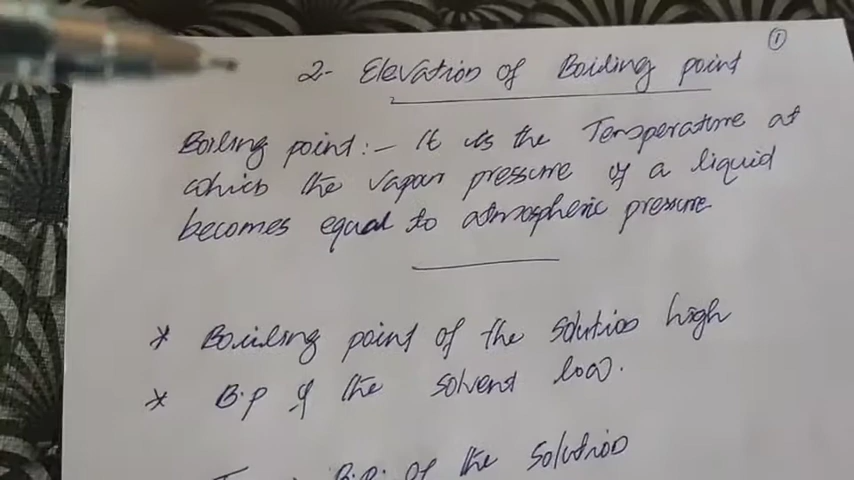 ①
2- Elevation of Boiling point
Boiling point:- It is the Temperature at
which the vapour pressure of a liquid
becomes equal to atmospheric pressure
* Boiling point of the solution high
* B.p of the solvent low.
B.p. of the solution